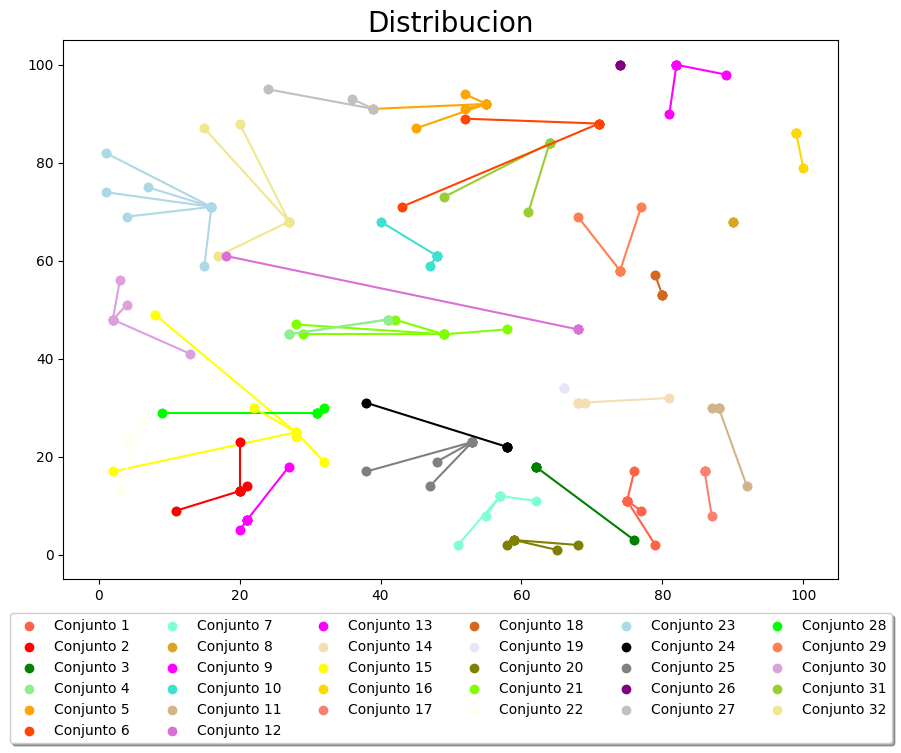 Distribucion
100
80
60
40
20
0
0 20 40 60 80 100
Conjunto 1 Conjunto 7 Conjunto 13 Conjunto 18 Conjunto 23 Conjunto 28
Conjunto 2 Conjunto 8 Conjunto 14 Conjunto 19 Conjunto 24 Conjunto 29
Conjunto 3 Conjunto 9 Conjunto 15 Conjunto 20 Conjunto 25 Conjunto 30
Conjunto 4 Conjunto 10 Conjunto 16 Conjunto 21 Conjunto 26 Conjunto 31
Conjunto 5 Conjunto 11 Conjunto 17 Conjunto 22 Conjunto 27 Conjunto 32
Conjunto 6 Conjunto 12